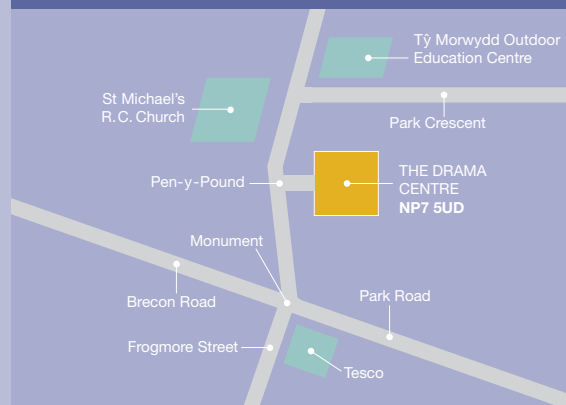 Tŷ Morwydd Outdoor
Education Centre
St Michael's
R.C. Church
Park Crescent
Pen-y-Pound
THE DRAMA
CENTRE
NP7 5UD
Monument
Brecon Road
Park Road
Frogmore Street
Tesco